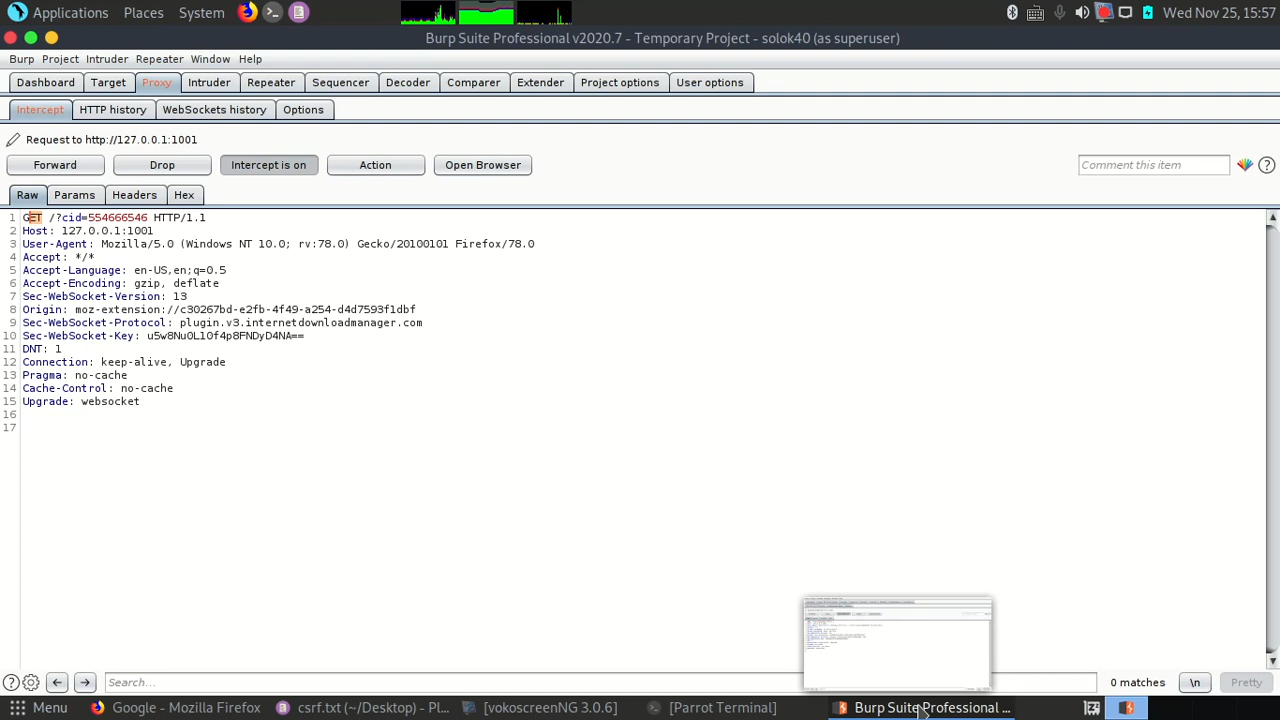 Applications Places System Wed Nov 25, 15:57
Burp Suite Professional v2020.7 - Temporary Project - solok40 (as superuser)
Burp Project Intruder Repeater Window Help
Dashboard Target Proxy Intruder Repeater Sequencer Decoder Comparer Extender Project options User options
Intercept HTTP history WebSockets history Options
Request to http://127.0.0.1:1001
Forward Drop Intercept is on Action Open Browser Comment this item
Raw Params Headers Hex
1 GET /?cid=554666546 HTTP/1.1
2 Host: 127.0.0.1:1001
3 User-Agent: Mozilla/5.0 (Windows NT 10.0; rv:78.0) Gecko/20100101 Firefox/78.0
4 Accept: */*
5 Accept-Language: en-US,en;q=0.5
6 Accept-Encoding: gzip, deflate
7 Sec-WebSocket-Version: 13
8 Origin: moz-extension://c30267bd-e2fb-4f49-a254-d4d7593f1dbf
9 Sec-WebSocket-Protocol: plugin.v3.internetdownloadmanager.com
10 Sec-WebSocket-Key: u5w8Nu0L1Of4p8FNDyD4NA==
11 DNT: 1
12 Connection: keep-alive, Upgrade
13 Pragma: no-cache
14 Cache-Control: no-cache
15 Upgrade: websocket
16
17
Search... 0 matches \n Pretty
Menu Google - Mozilla Firefox csrf.txt (~/Desktop) - Pl... [vokoscreenNG 3.0.6] [Parrot Terminal] Burp Suite Professional ...